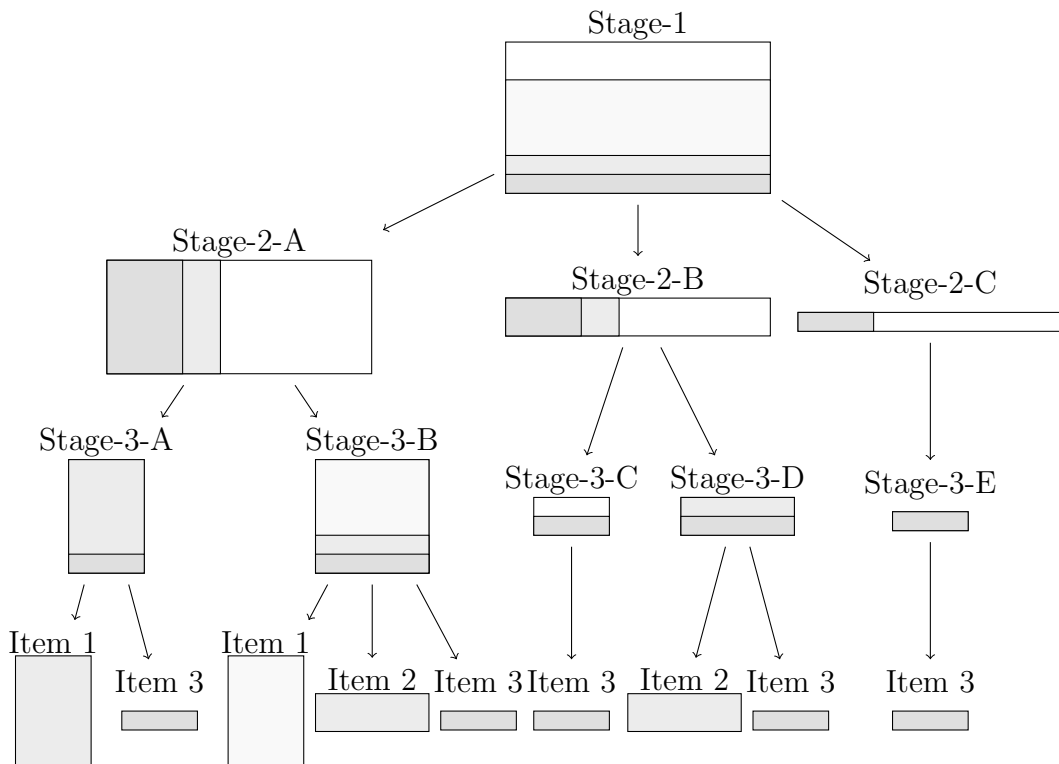 Stage-1
Stage-2-A
Stage-2-B
Stage-2-C
Stage-3-A
Stage-3-B
Stage-3-C
Stage-3-D
Stage-3-E
Item 1
Item 3
Item 1
Item 2
Item 3
Item 3
Item 2
Item 3
Item 3